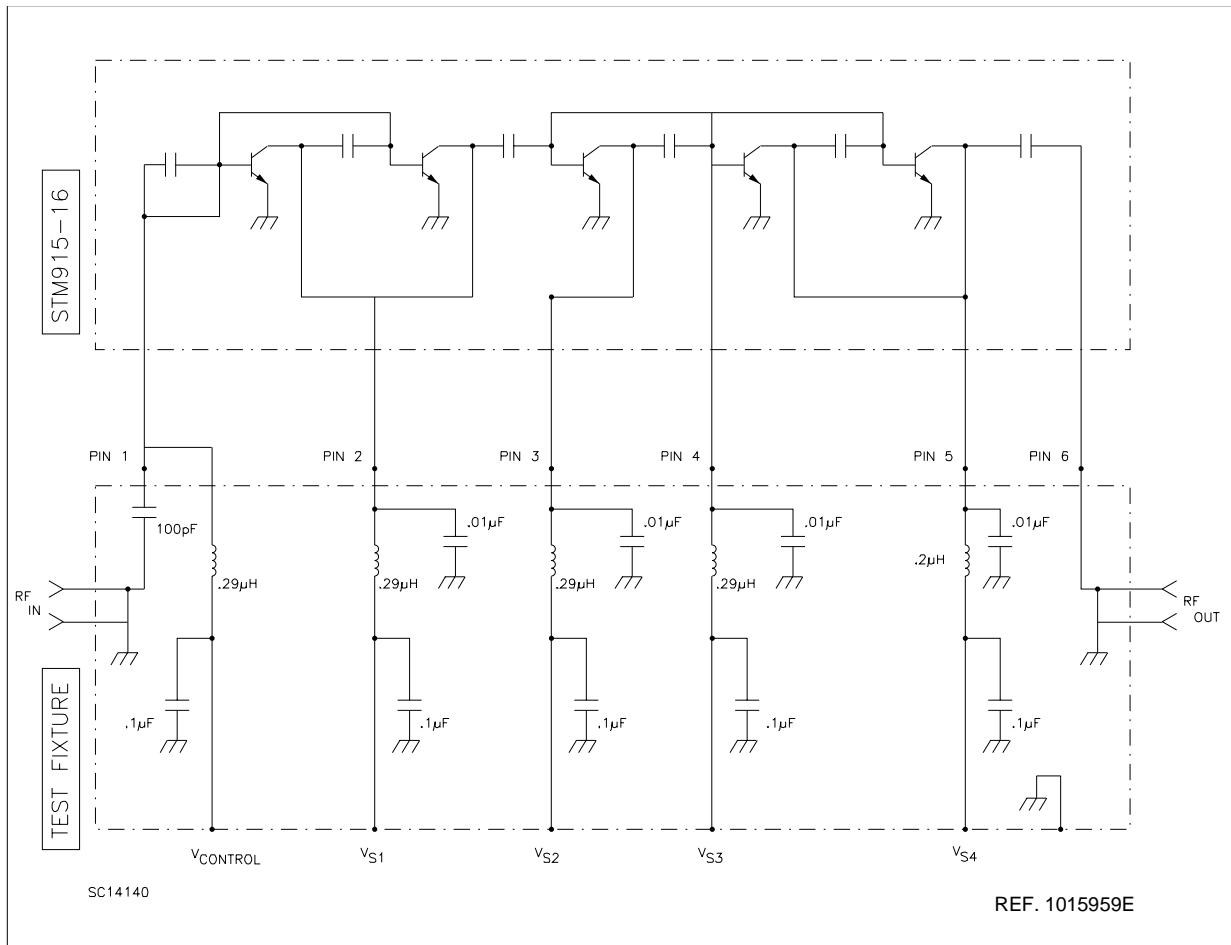 STM915-16
PIN 1
PIN 2
PIN 3
PIN 4
PIN 5
PIN 6
100pF
.01µF
.01µF
.01µF
.01µF
.29µH
.29µH
.29µH
.29µH
.2µH
RF
IN
RF
OUT
.1µF
.1µF
.1µF
.1µF
.1µF
TEST FIXTURE
VCONTROL
VS1
VS2
VS3
VS4
SC14140
REF. 1015959E